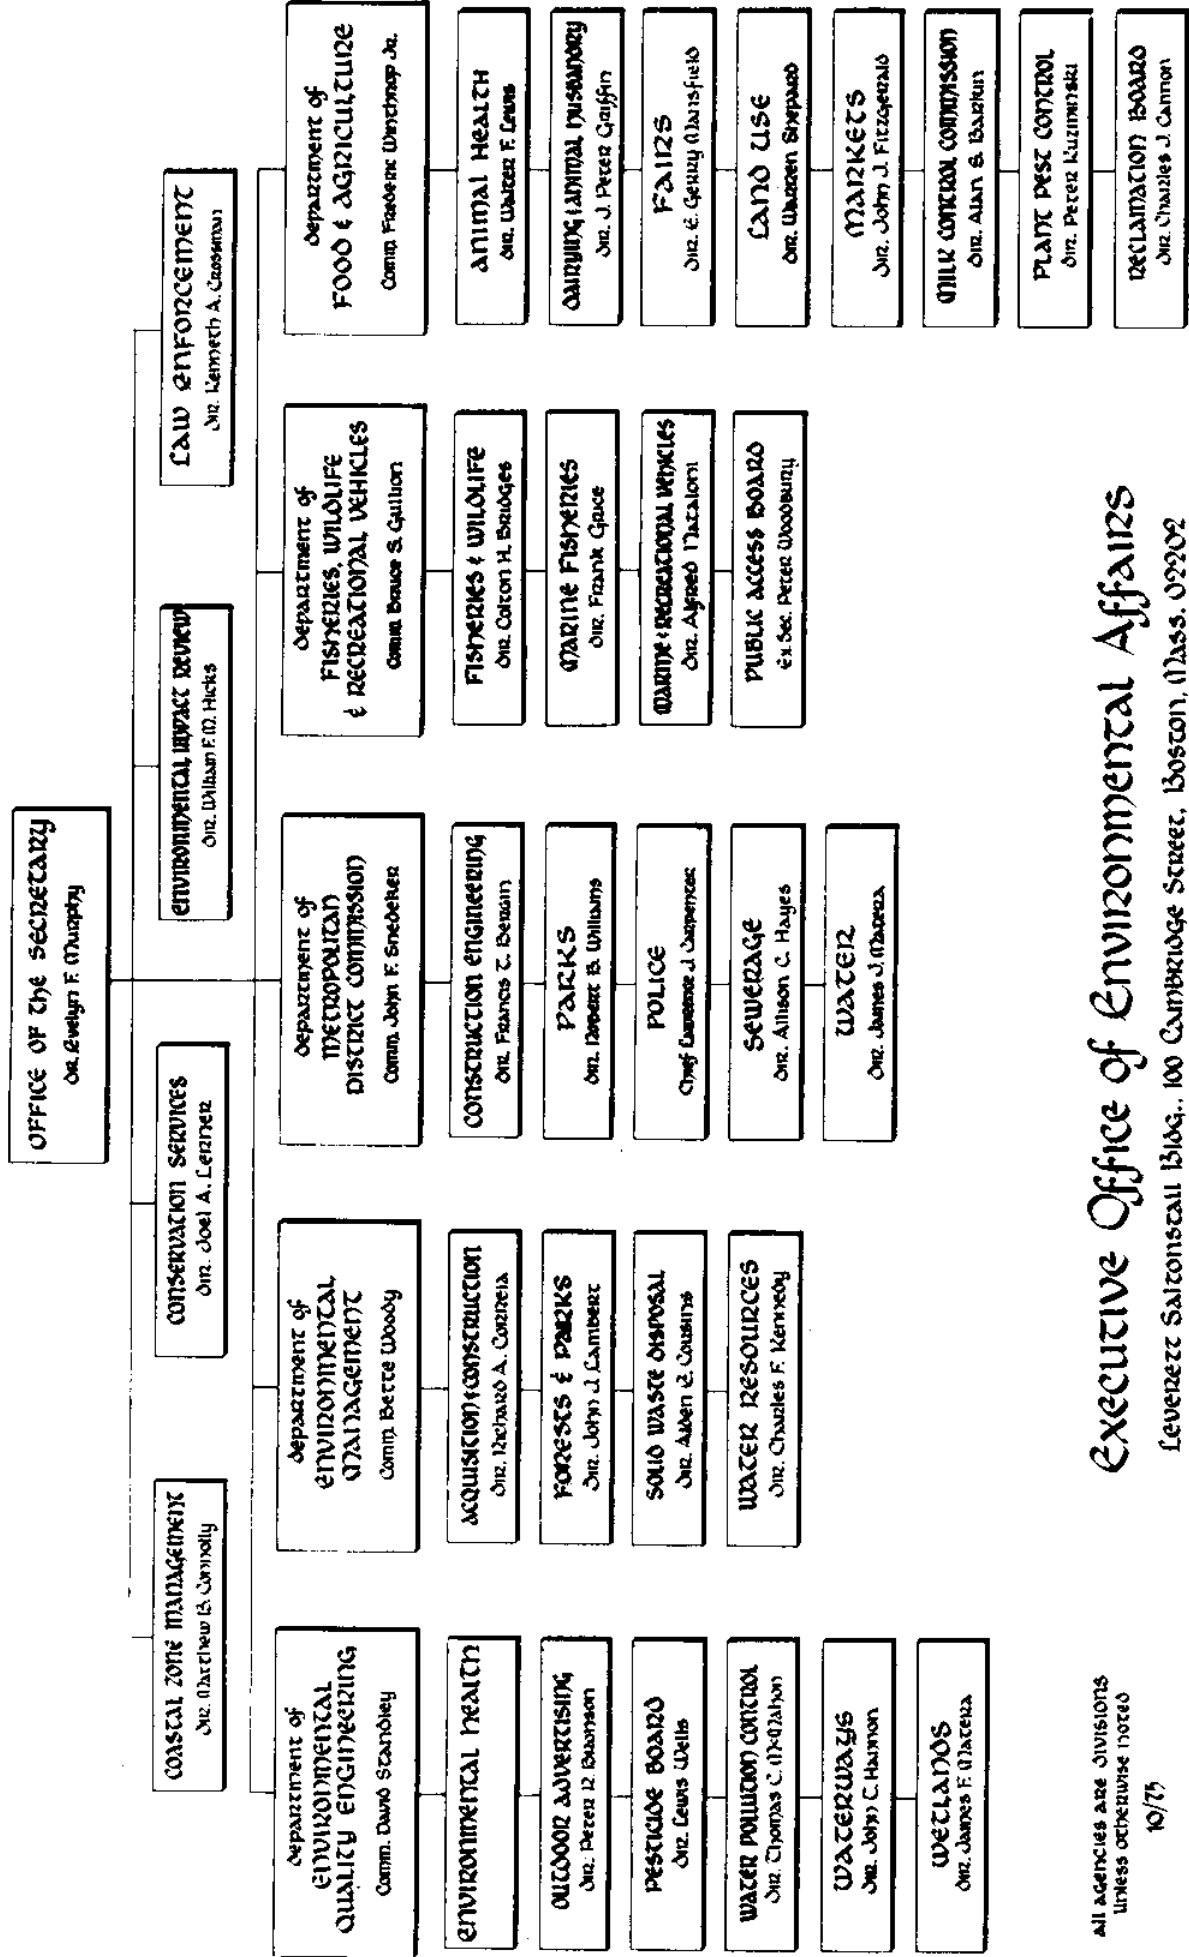 OFFICE OF THE SECRETARY
DR. Evelyn F. Murphy
COASTAL ZONE MANAGEMENT
DIR. Matthew B. Connolly
CONSERVATION SERVICES
DIR. Joel A. Lerner
ENVIRONMENTAL IMPACT REVIEW
DIR. William F. M. Hicks
LAW ENFORCEMENT
DIR. Kenneth A. Crossman
department of
ENVIRONMENTAL
QUALITY ENGINEERING
Comm. David Standley
ENVIRONMENTAL HEALTH
OUTDOOR ADVERTISING
DIR. Peter R. Bronson
PESTICIDE BOARD
DIR. Lewis Wells
WATER POLLUTION CONTROL
DIR. Thomas C. McMahon
WATERWAYS
DIR. John C. Hannon
WETLANDS
DIR. James F. Matera
department of
ENVIRONMENTAL
MANAGEMENT
Comm. Bette Woody
ACQUISITION & CONSTRUCTION
DIR. Richard A. Correia
FORESTS & PARKS
DIR. John J. Lambert
SOLID WASTE DISPOSAL
DIR. Alden E. Cousins
WATER RESOURCES
DIR. Charles F. Kennedy
department of
METROPOLITAN
DISTRICT COMMISSION
Comm. John F. Snedeker
CONSTRUCTION ENGINEERING
DIR. Francis T. Bergin
PARKS
DIR. Robert B. Williams
POLICE
Chief Laurence J. Carpenter
SEWERAGE
DIR. Allison C. Hayes
WATER
DIR. James J. Matera
department of
FISHERIES, WILDLIFE
& RECREATIONAL VEHICLES
Comm. Bruce S. Gullion
FISHERIES & WILDLIFE
DIR. Colton H. Bridges
MARINE FISHERIES
DIR. Frank Grice
MARINE & RECREATIONAL VEHICLES
DIR. Alfred Nataloni
PUBLIC ACCESS BOARD
Ex. Sec. Peter Woodbury
department of
FOOD & AGRICULTURE
Comm. Frederic Winthrop Jr.
ANIMAL HEALTH
DIR. Walter F. Lewis
DAIRYING & ANIMAL HUSBANDRY
DIR. J. Peter Griffin
FAIRS
DIR. E. Gerry Mansfield
LAND USE
DIR. Warren Shepard
MARKETS
DIR. John J. Fitzgerald
MILK CONTROL COMMISSION
DIR. Alan S. Barkin
PLANT PEST CONTROL
DIR. Peter Kuzminski
RECLAMATION BOARD
DIR. Charles J. Cannon
All agencies are divisions
unless otherwise noted
10/75
Executive Office of Environmental Affairs
Leverett Saltonstall Bldg., 100 Cambridge Street, Boston, Mass. 02202